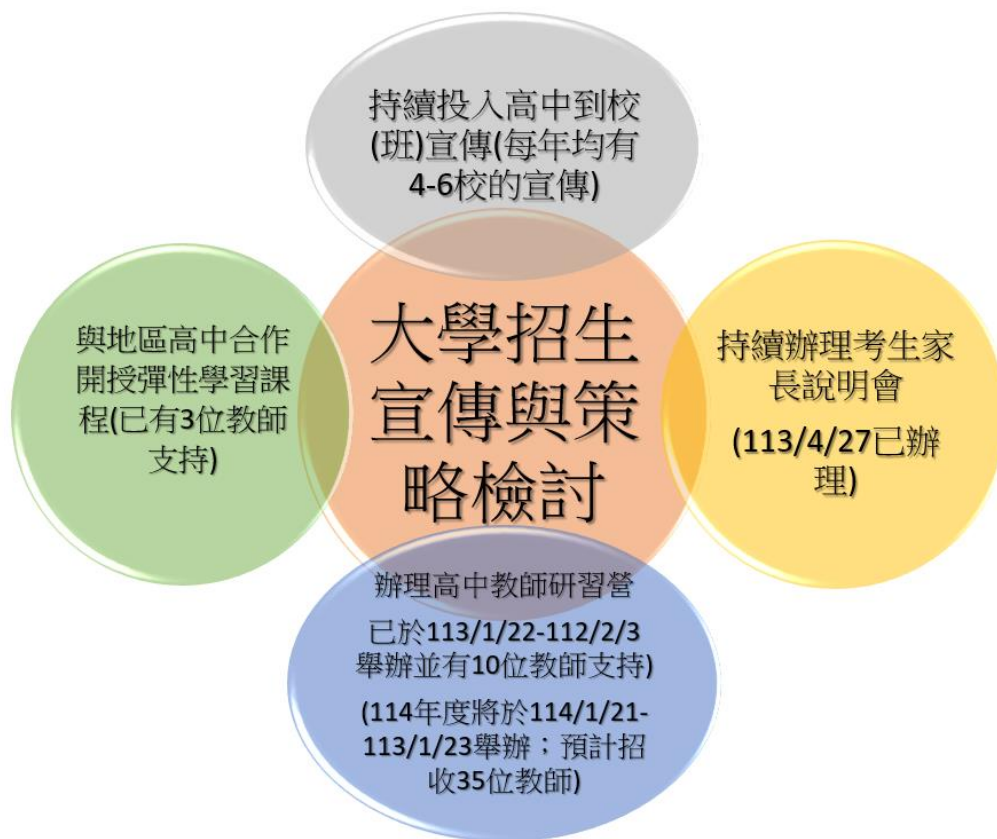 持續投入高中到校
(班)宣傳(每年均有
4-6校的宣傳)
與地區高中合作
開授彈性學習課
程(已有3位教師
支持)
大學招生
宣傳與策
略檢討
持續辦理考生家
長說明會
(113/4/27已辦
理)
辦理高中教師研習營
已於113/1/22-112/2/3
舉辦並有10位教師支持)
(114年度將於114/1/21-
113/1/23舉辦；預計招
收35位教師)